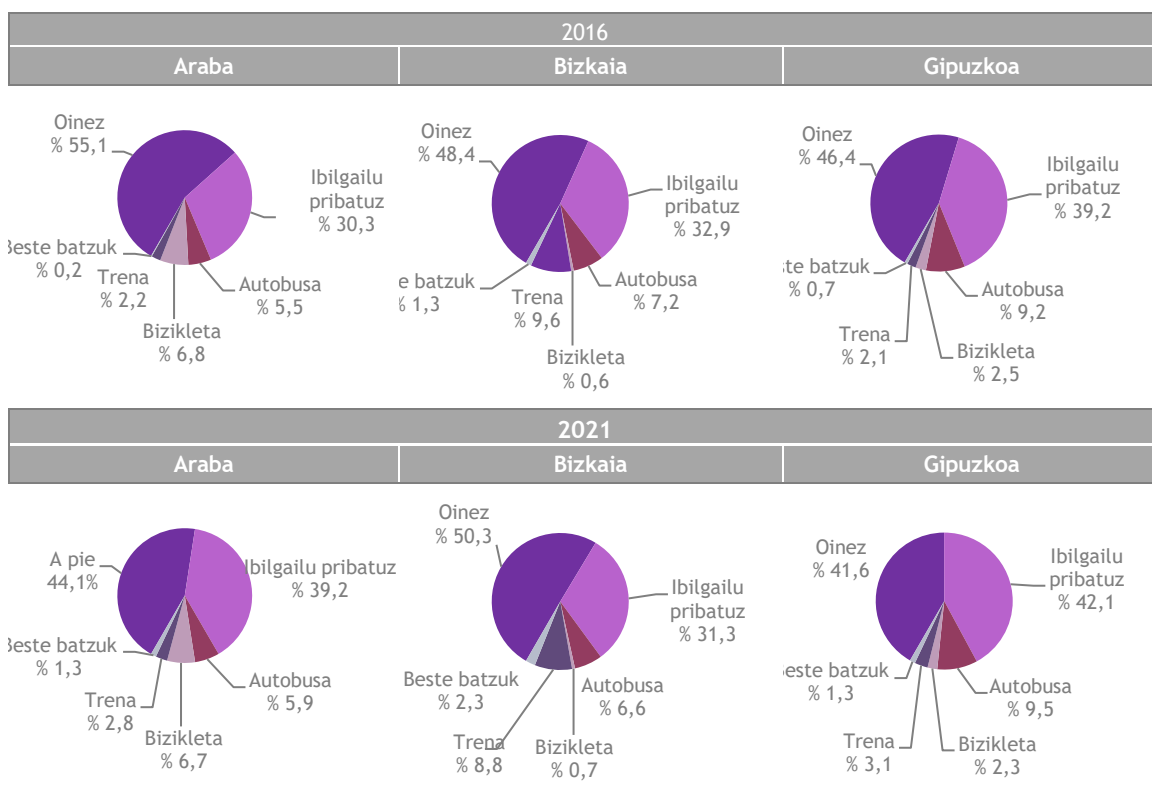 2016
Araba
Bizkaia
Gipuzkoa
Oinez
% 55,1
Ibilgailu
pribatuz
% 30,3
Beste batzuk
% 0,2
Trena
% 2,2
Autobusa
% 5,5
Bizikleta
% 6,8
Oinez
% 48,4
Ibilgailu
pribatuz
% 32,9
e batzuk
% 1,3
Trena
% 9,6
Autobusa
% 7,2
Bizikleta
% 0,6
Oinez
% 46,4
Ibilgailu
pribatuz
% 39,2
ste batzuk
% 0,7
Autobusa
% 9,2
Trena
% 2,1
Bizikleta
% 2,5
2021
Araba
Bizkaia
Gipuzkoa
A pie
44,1%
Ibilgailu pribatuz
% 39,2
Beste batzuk
% 1,3
Trena
% 2,8
Autobusa
% 5,9
Bizikleta
% 6,7
Oinez
% 50,3
Ibilgailu
pribatuz
% 31,3
Beste batzuk
% 2,3
Autobusa
% 6,6
Trena
% 8,8
Bizikleta
% 0,7
Oinez
% 41,6
Ibilgailu
pribatuz
% 42,1
este batzuk
% 1,3
Autobusa
% 9,5
Trena
% 3,1
Bizikleta
% 2,3